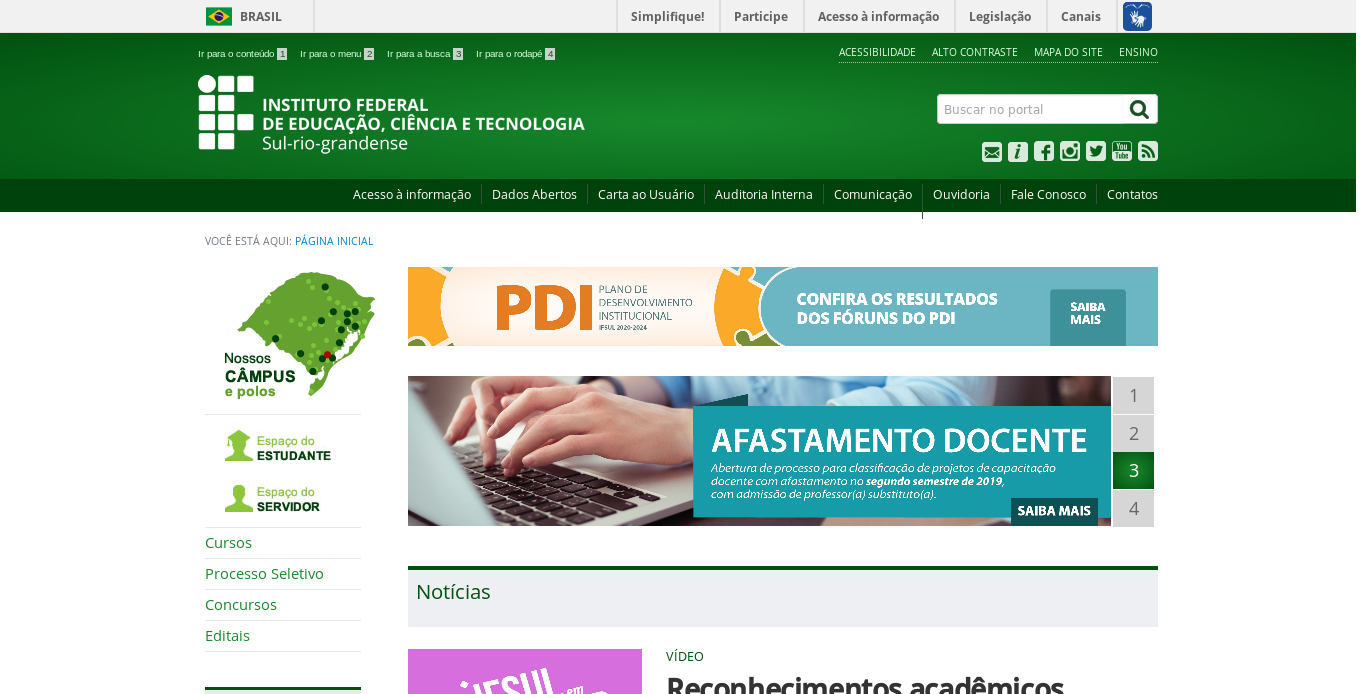 BRASIL
Simplifique!
Participe
Acesso à informação
Legislação
Canais
Ir para o conteúdo 1
Ir para o menu 2
Ir para a busca 3
Ir para o rodapé 4
ACESSIBILIDADE
ALTO CONTRASTE
MAPA DO SITE
ENSINO
INSTITUTO FEDERAL
DE EDUCAÇÃO, CIÊNCIA E TECNOLOGIA
Sul-rio-grandense
Buscar no portal
You
Tube
Acesso à informação
Dados Abertos
Carta ao Usuário
Auditoria Interna
Comunicação
Ouvidoria
Fale Conosco
Contatos
VOCÊ ESTÁ AQUI: PÁGINA INICIAL
Nossos
CÂMPUS
e polos
Espaço do
ESTUDANTE
Espaço do
SERVIDOR
Cursos
Processo Seletivo
Concursos
Editais
PDI
PLANO DE
DESENVOLVIMENTO
INSTITUCIONAL
IFSUL 2020-2024
CONFIRA OS RESULTADOS
DOS FÓRUNS DO PDI
SAIBA
MAIS
AFASTAMENTO DOCENTE
Abertura de processo para classificação de projetos de capacitação
docente com afastamento no segundo semestre de 2019,
com admissão de professor(a) substituto(a).
SAIBA MAIS
1
2
3
4
Notícias
VÍDEO
Reconhecimentos acadêmicos